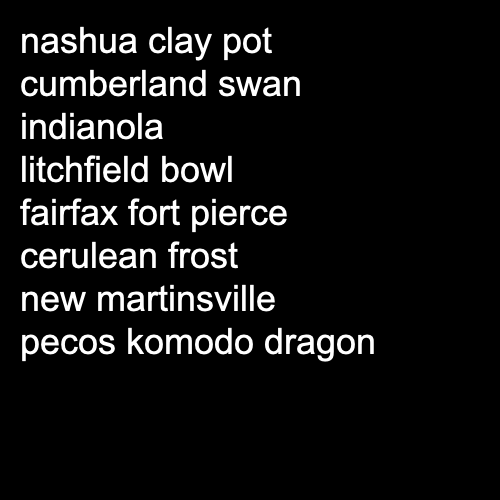 nashua clay pot
cumberland swan
indianola
litchfield bowl
fairfax fort pierce
cerulean frost
new martinsville
pecos komodo dragon